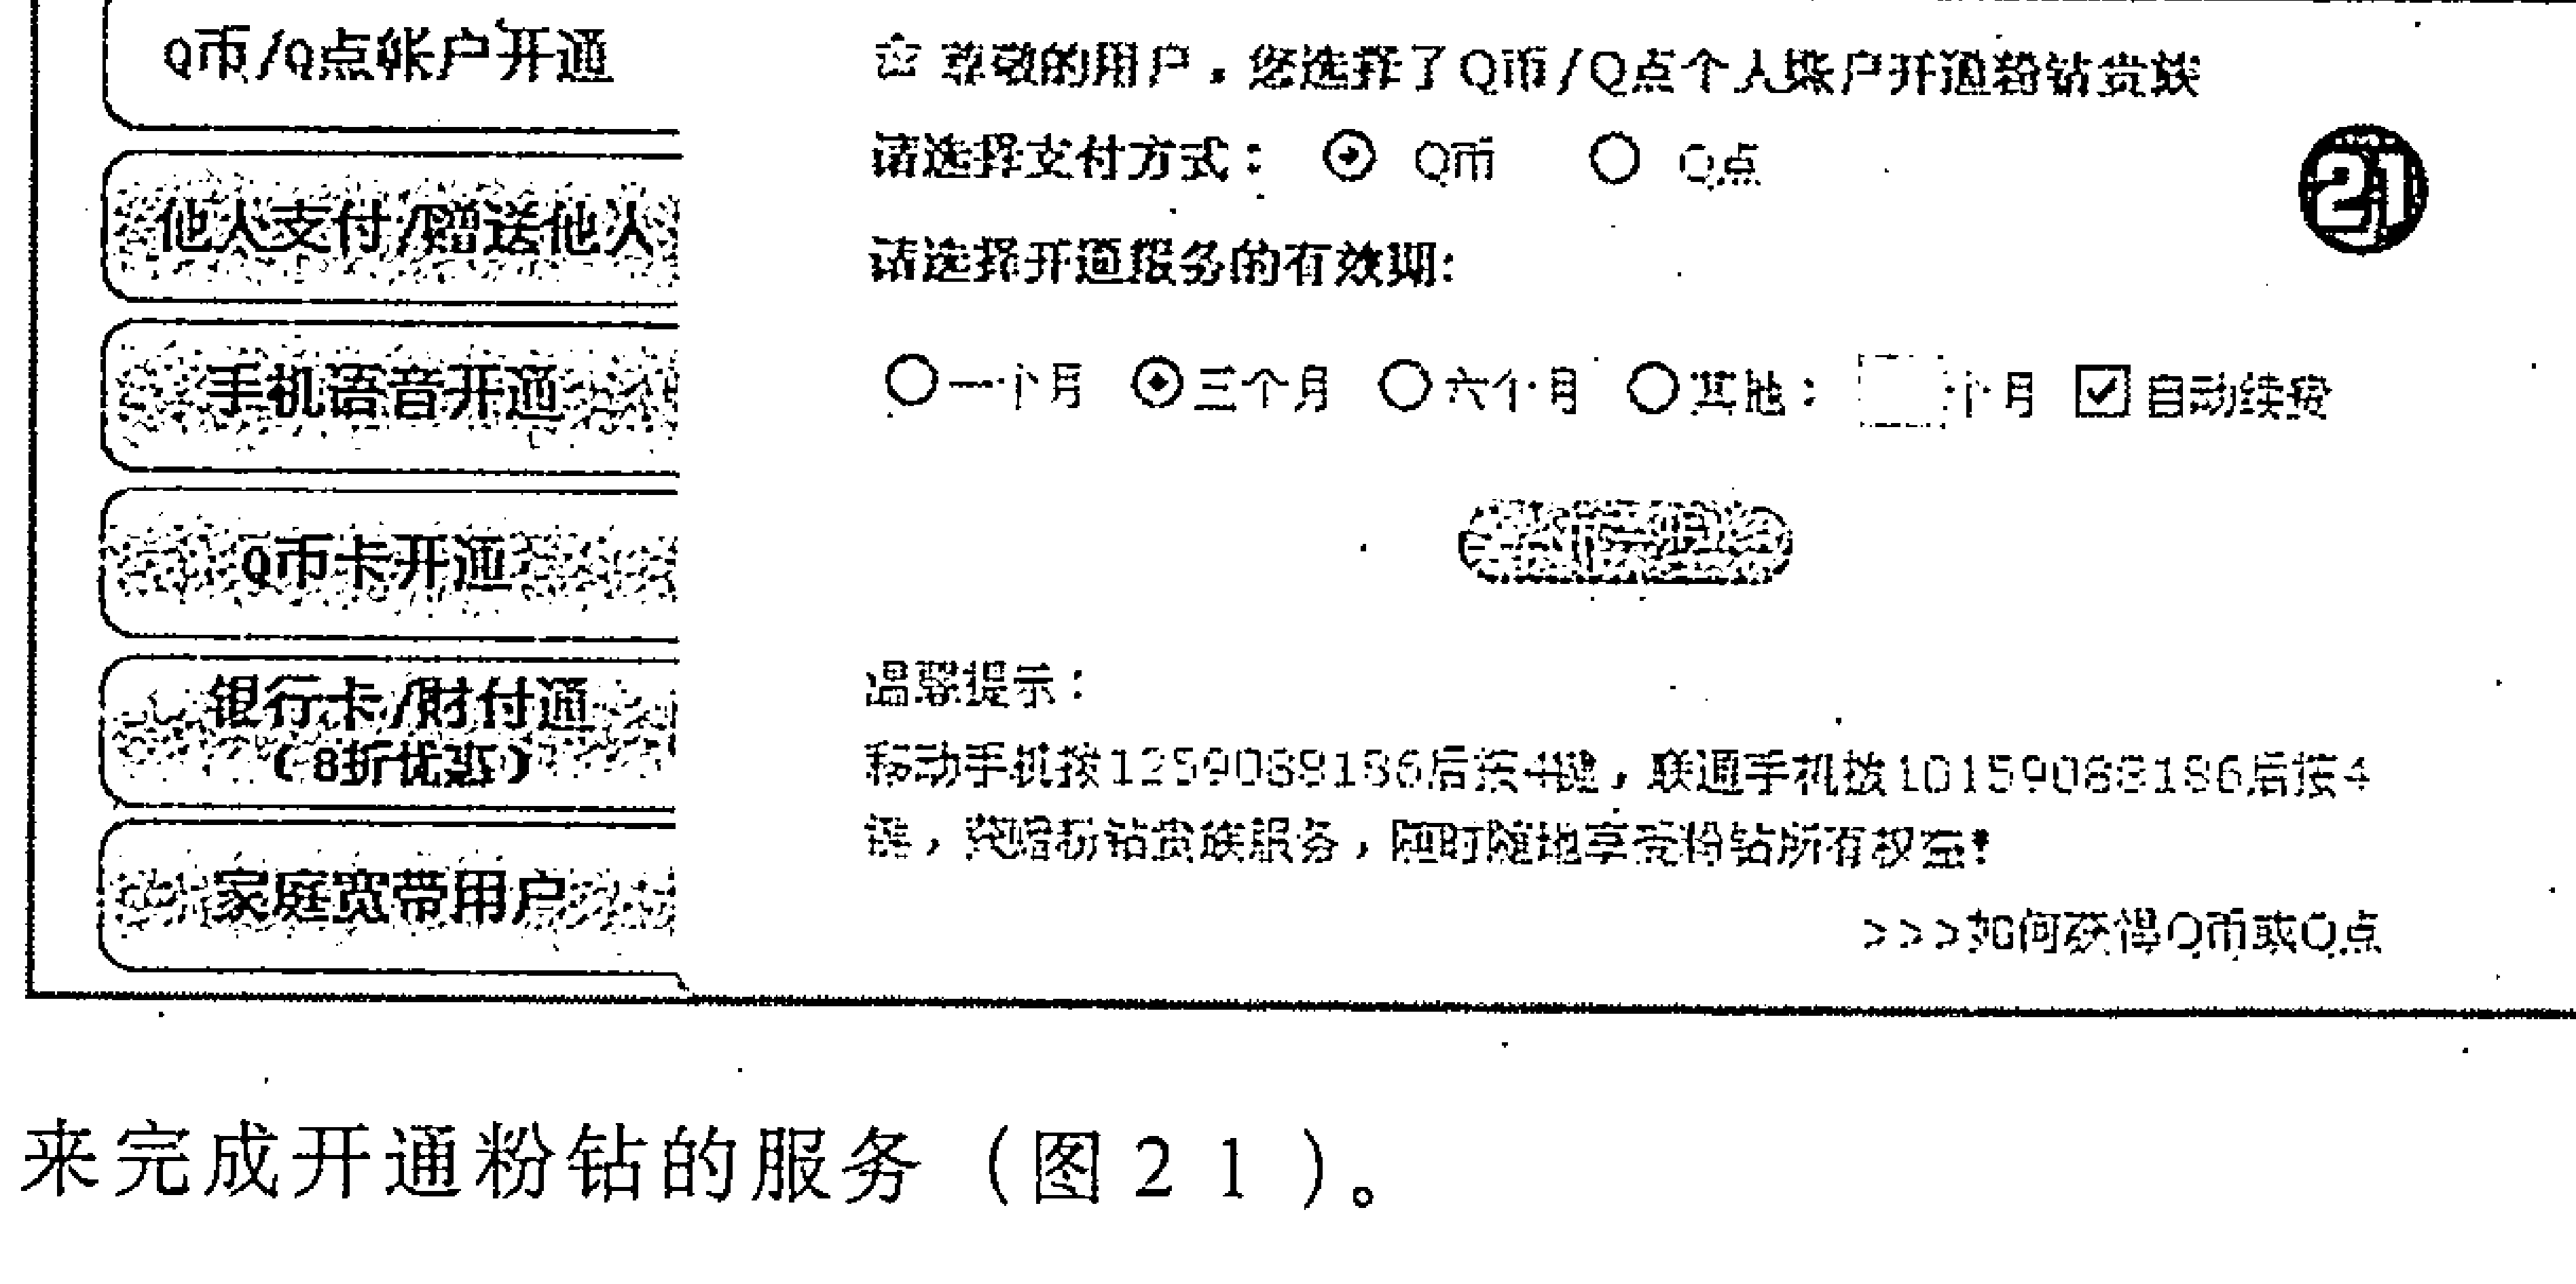 Q币/Q点帐户开通
他人支付/赠送他人
手机语音开通
Q币卡开通
银行卡/财付通
(8折优惠)
家庭宽带用户
☆ 尊敬的用户，您选择了Q币/Q点个人账户开通粉钻贵族
请选择支付方式： Q币 Q点
21
请选择开通服务的有效期:
一个月 三个月 六个月 其他： 个月 自动续费
温馨提示：
移动手机拨1259088186后按4键，联通手机拨10159088186后按4
键，获赠粉钻贵族服务，随时随地享受粉钻所有权益!
>>>如何获得Q币或Q点
来完成开通粉钻的服务（图21）。